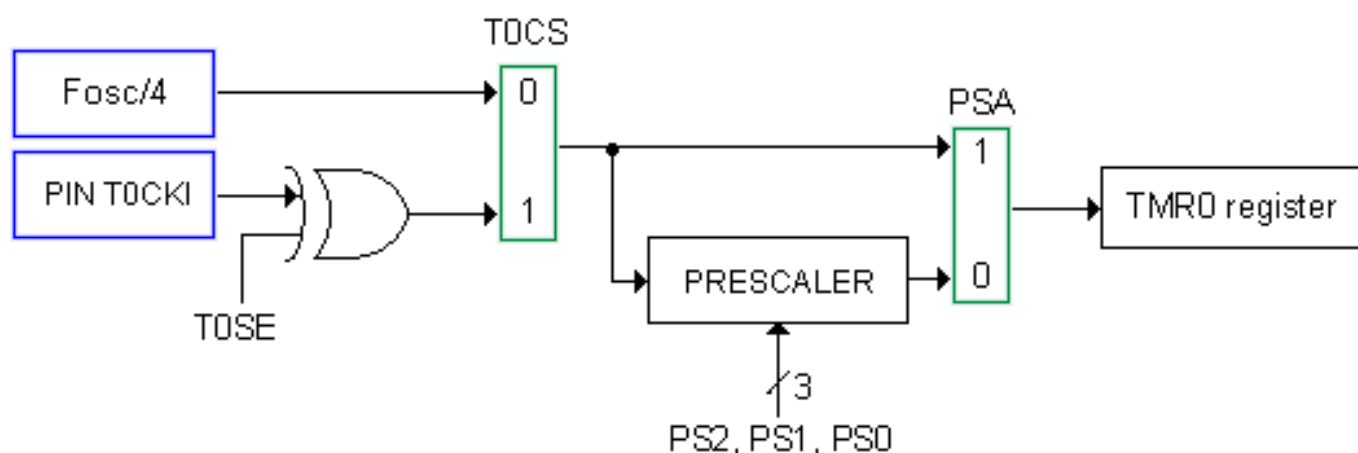 T0CS
Fosc/4
0
PSA
1
PIN T0CKI
1
TMR0 register
PRESCALER
0
T0SE
3
PS2, PS1, PS0